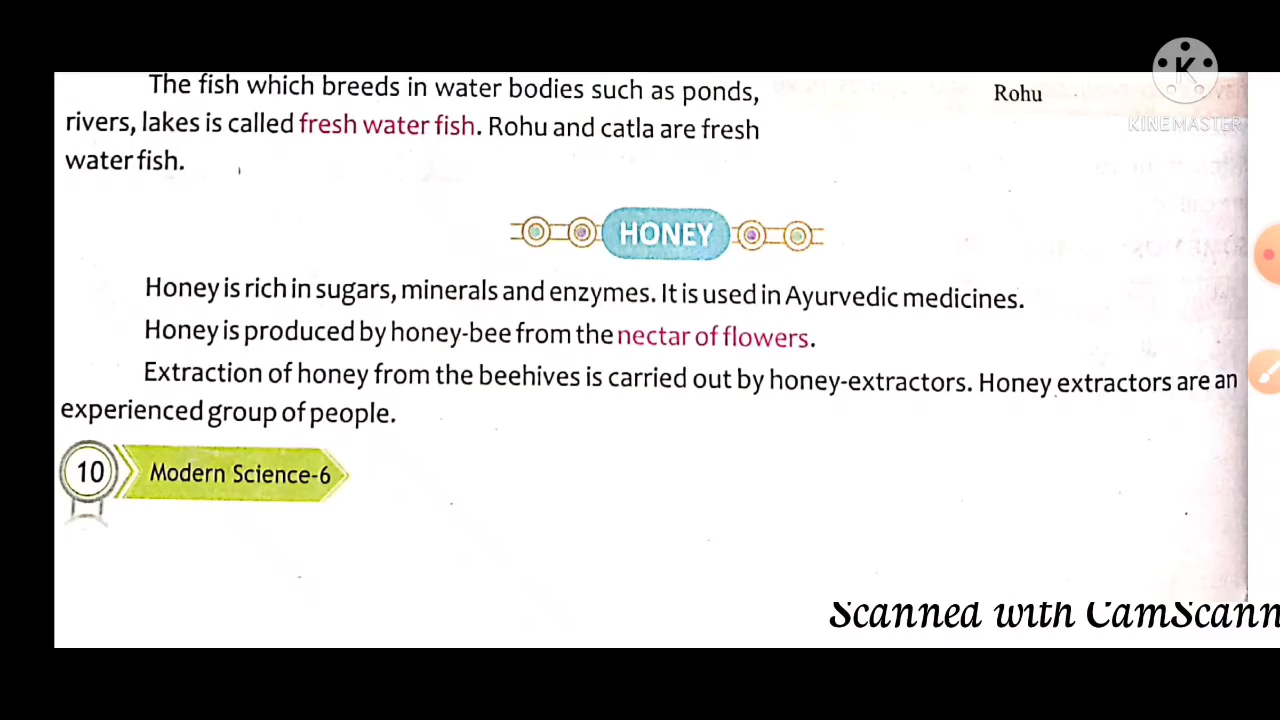 The fish which breeds in water bodies such as ponds,
rivers, lakes is called fresh water fish. Rohu and catla are fresh
water fish.
Rohu
K
KINEMASTER
HONEY
Honey is rich in sugars, minerals and enzymes. It is used in Ayurvedic medicines.
Honey is produced by honey-bee from the nectar of flowers.
Extraction of honey from the beehives is carried out by honey-extractors. Honey extractors are an
experienced group of people.
10 Modern Science-6
Scanned with CamScann